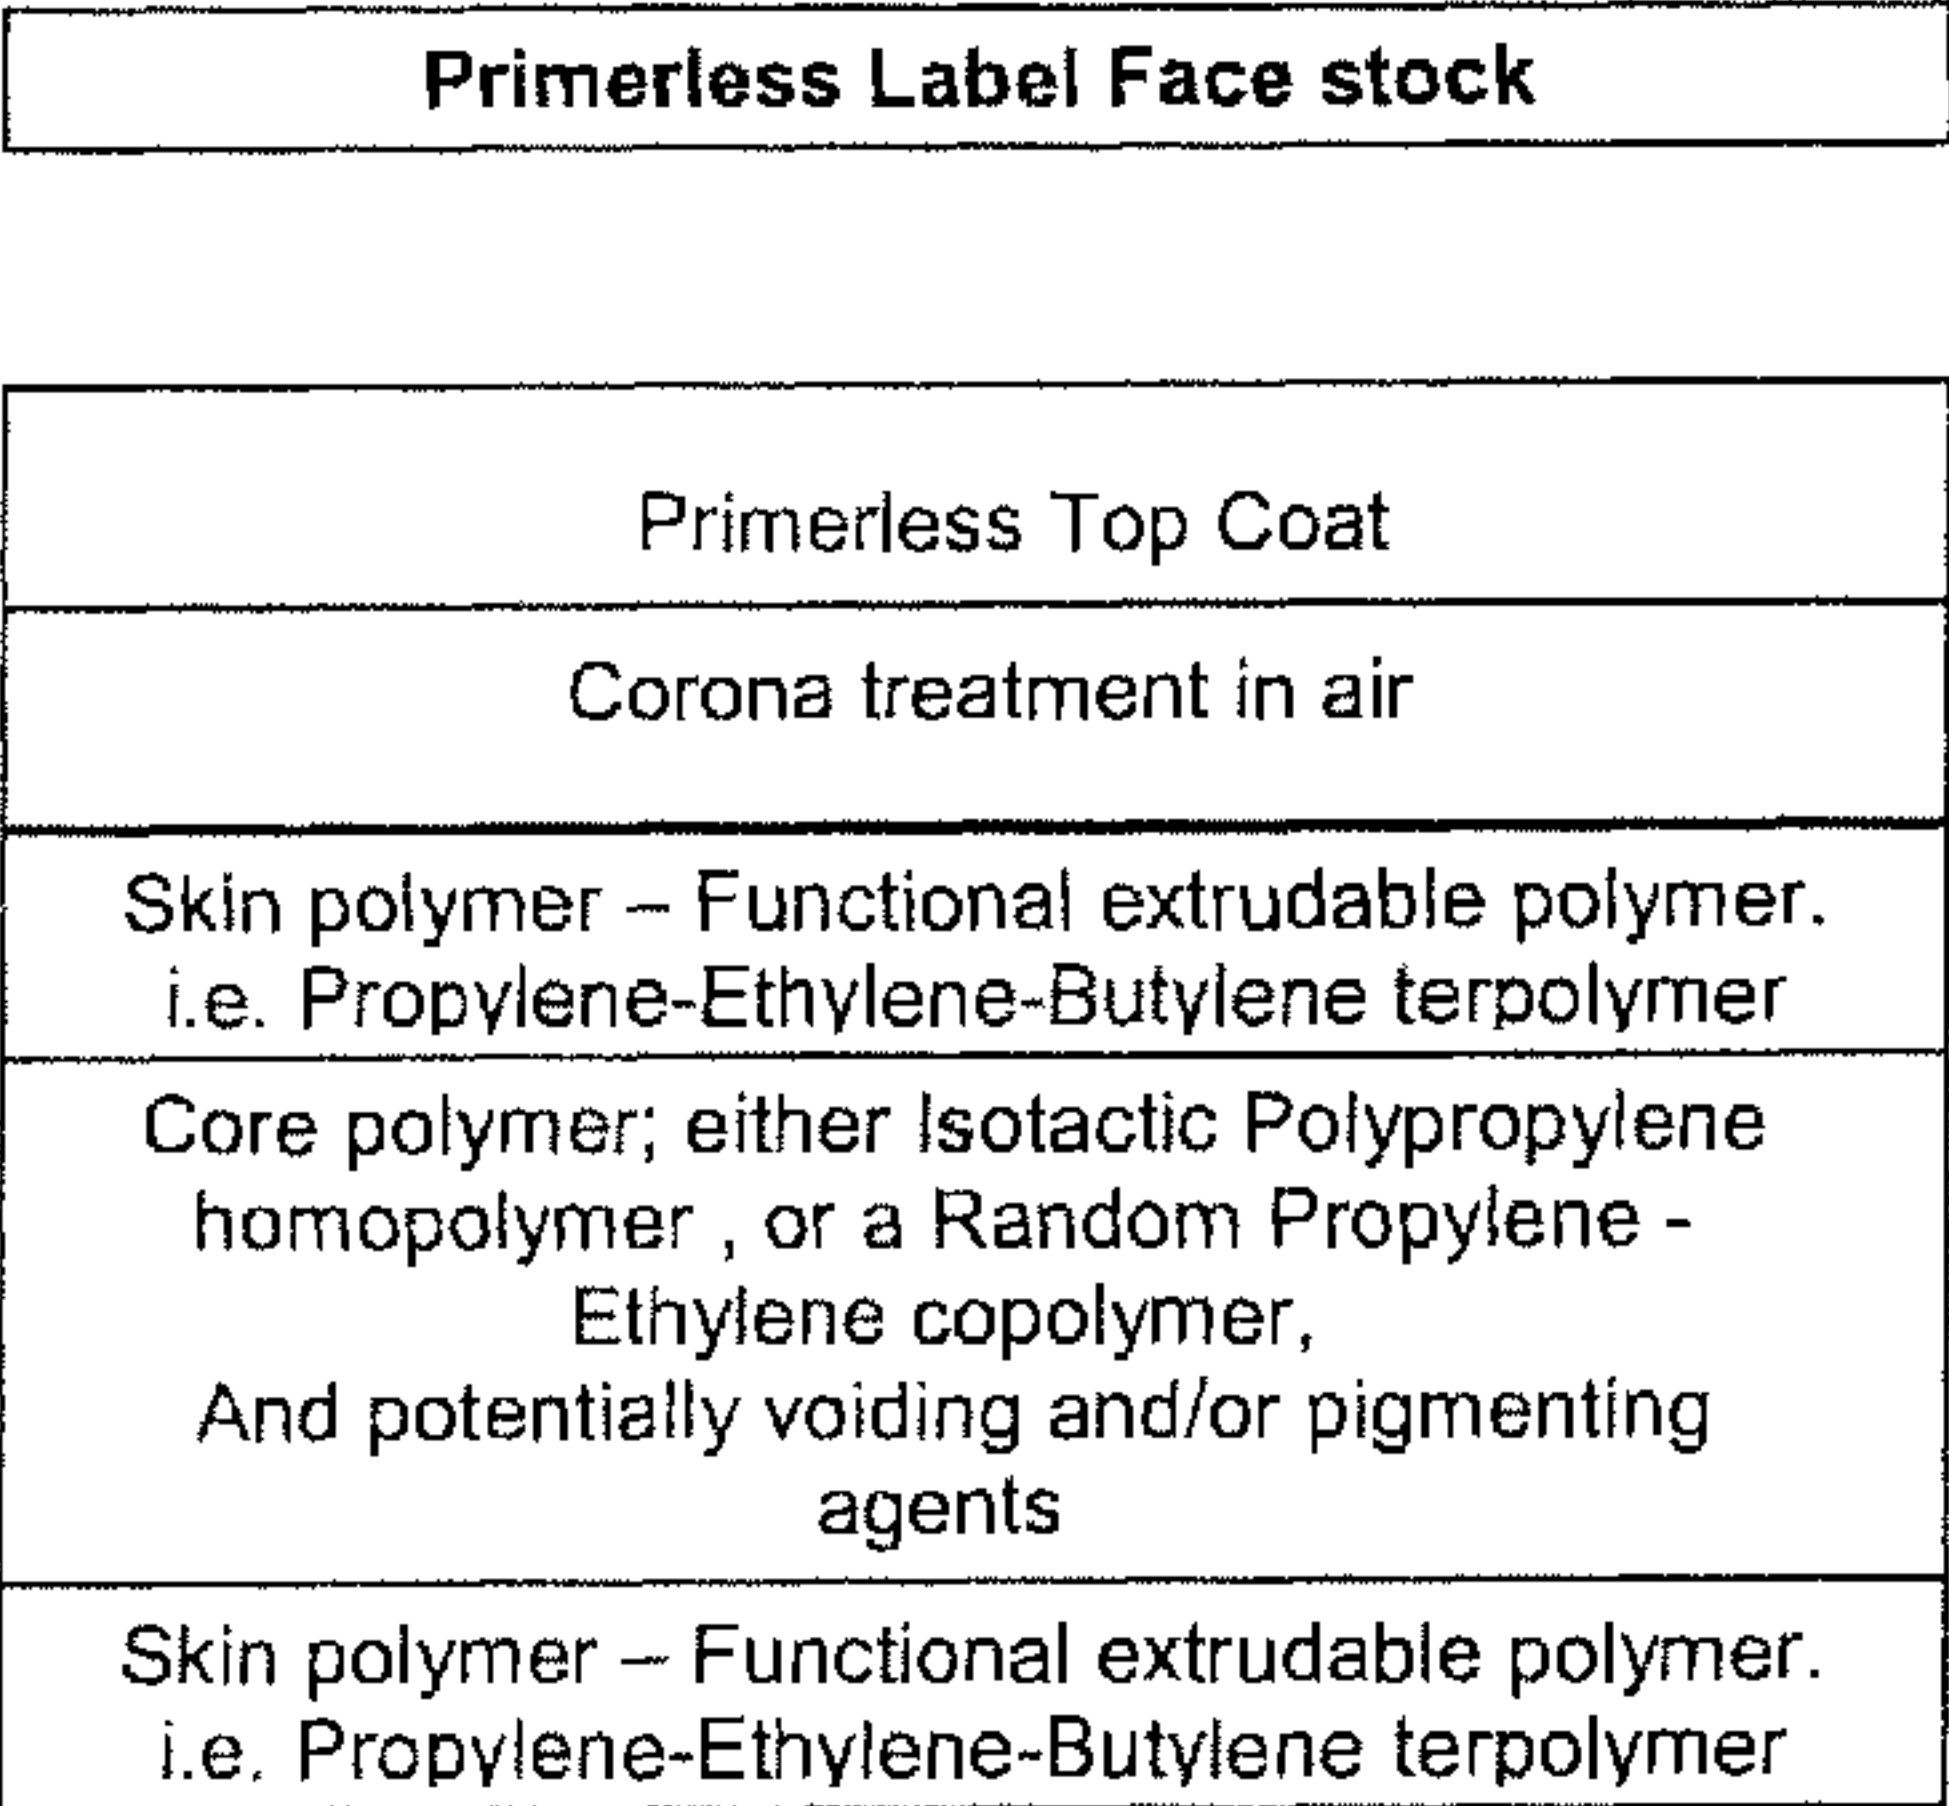 Primerless Label Face stock
Primerless Top Coat
Corona treatment in air
Skin polymer – Functional extrudable polymer.
i.e. Propylene-Ethylene-Butylene terpolymer
Core polymer; either Isotactic Polypropylene
homopolymer , or a Random Propylene -
Ethylene copolymer,
And potentially voiding and/or pigmenting
agents
Skin polymer – Functional extrudable polymer.
i.e. Propylene-Ethylene-Butylene terpolymer